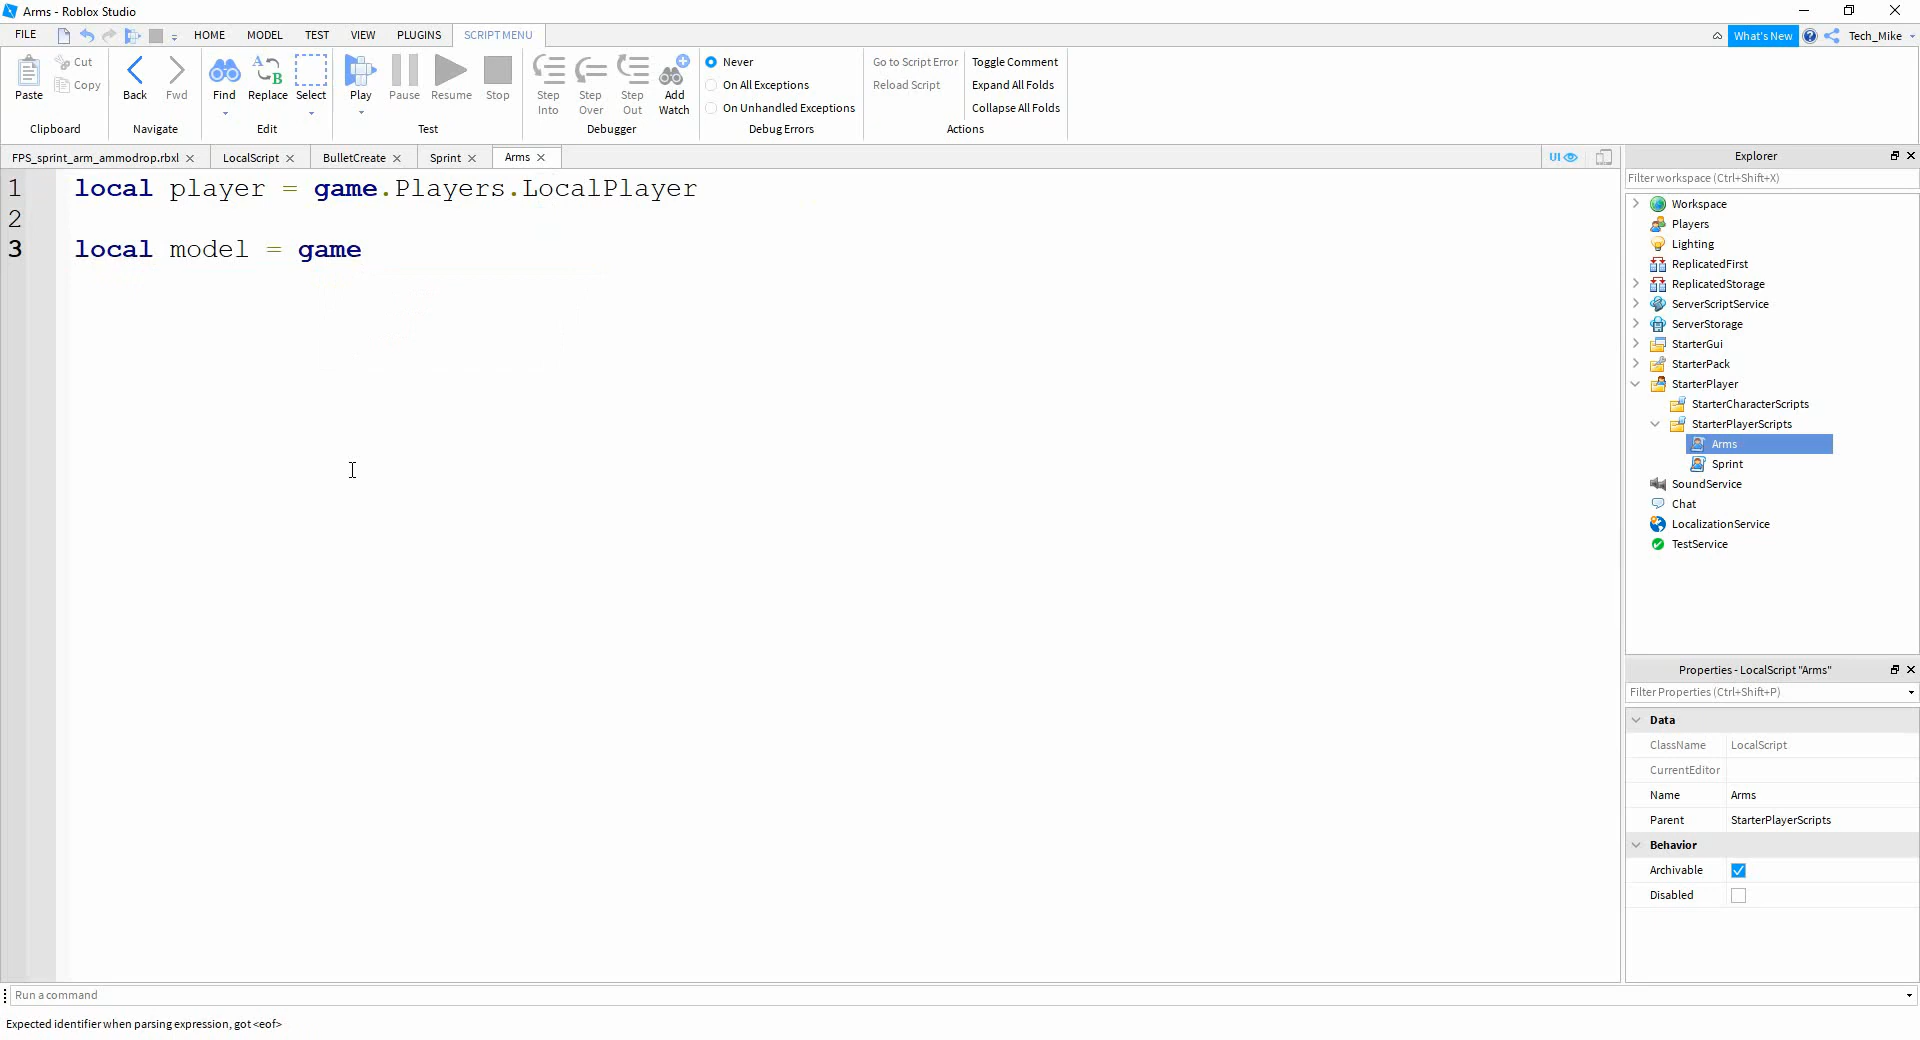 Arms - Roblox Studio
FILE HOME MODEL TEST VIEW PLUGINS SCRIPT MENU What's New Tech_Mike
Paste Cut Copy Clipboard
Back Fwd Navigate
Find Replace Select Edit
Play Pause Resume Stop Test
Step Into Step Over Step Out Add Watch Debugger
Never
On All Exceptions
On Unhandled Exceptions
Debug Errors
Go to Script Error Toggle Comment
Reload Script Expand All Folds
Collapse All Folds
Actions
FPS_sprint_arm_ammodrop.rbxl LocalScript BulletCreate Sprint Arms UI
1 local player = game.Players.LocalPlayer
2
3 local model = game
Explorer
Filter workspace (Ctrl+Shift+X)
Workspace
Players
Lighting
ReplicatedFirst
ReplicatedStorage
ServerScriptService
ServerStorage
StarterGui
StarterPack
StarterPlayer
StarterCharacterScripts
StarterPlayerScripts
Arms
Sprint
SoundService
Chat
LocalizationService
TestService
Properties - LocalScript "Arms"
Filter Properties (Ctrl+Shift+P)
Data
ClassName LocalScript
CurrentEditor
Name Arms
Parent StarterPlayerScripts
Behavior
Archivable
Disabled
Run a command
Expected identifier when parsing expression, got <eof>